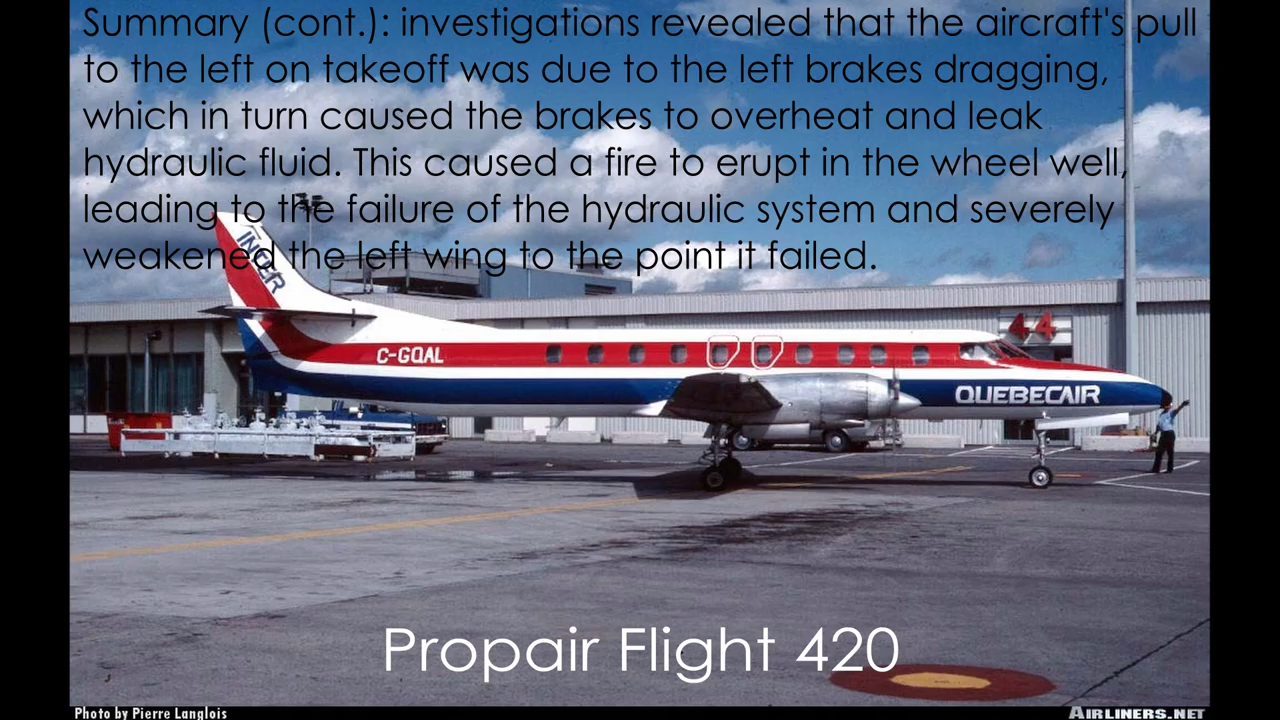 Summary (cont.): investigations revealed that the aircraft's pull
to the left on takeoff was due to the left brakes dragging,
which in turn caused the brakes to overheat and leak
hydraulic fluid. This caused a fire to erupt in the wheel well,
leading to the failure of the hydraulic system and severely
weakened the left wing to the point it failed.
INTER
44
C-GQAL
QUEBECAIR
Propair Flight 420
Photo by Pierre Langlois
AIRLINERS.NET